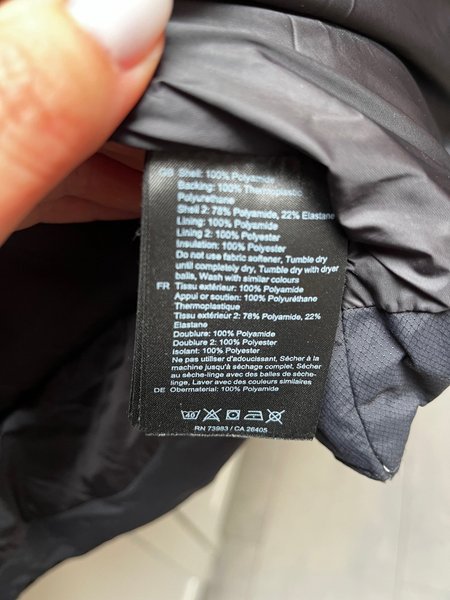 GB Shell: 100% Polyamide
Backing: 100% Thermoplastic
Polyurethane
Shell 2: 78% Polyamide, 22% Elastane
Lining: 100% Polyamide
Lining 2: 100% Polyester
Insulation: 100% Polyester
Do not use fabric softener, Tumble dry
until completely dry, Tumble dry with dryer
balls, Wash with similar colours
FR Tissu extérieur: 100% Polyamide
Appui or soutien: 100% Polyuréthane
Thermoplastique
Tissu extérieur 2: 78% Polyamide, 22%
Elastane
Doublure: 100% Polyamide
Doublure 2: 100% Polyester
Isolant: 100% Polyester
Ne pas utiliser d'adoucissant, Sécher à la
machine jusqu'à séchage complet, Sécher
au sèche-linge avec des balles de sèche-
linge, Laver avec des couleurs similaires
DE Obermaterial: 100% Polyamide
40
RN 73983 / CA 26405